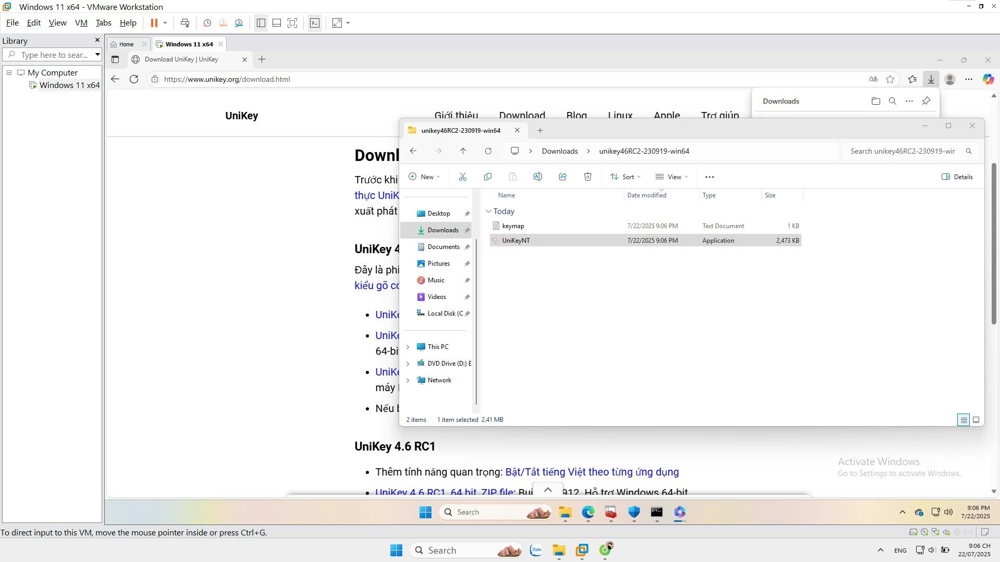 Windows 11 x64 - VMware Workstation
File Edit View VM Tabs Help
Library
Type here to sear...
My Computer
Windows 11 x64
Home
Windows 11 x64
Download UniKey | UniKey
https://www.unikey.org/download.html
Downloads
UniKey
Giới thiệu Download Blog Linux Apple Trợ giúp
unikey46RC2-230919-win64
Downloads > unikey46RC2-230919-win64
Search unikey46RC2-230919-wir
New
Sort
View
Details
Name Date modified Type Size
Today
keymap 7/22/2025 9:06 PM Text Document 1 KB
UniKeyNT 7/22/2025 9:06 PM Application 2,473 KB
Desktop
Downloads
Documents
Pictures
Music
Videos
Local Disk (C
This PC
DVD Drive (D:) E
Network
2 items 1 item selected 2.41 MB
Downl
Trước khi
thực UniK
xuất phát
UniKey 4
Đây là phi
kiểu gõ có
UniKe
UniKe
64-bi
UniKe
máy
Nếu b
UniKey 4.6 RC1
Thêm tính năng quan trọng: Bật/Tắt tiếng Việt theo từng ứng dụng
UniKey 4.6 RC1, 64 bit, ZIP file: Bui 912. Hỗ trợ Windows 64-bit
Activate Windows
Go to Settings to activate Windows.
Search
9:06 PM
7/22/2025
To direct input to this VM, move the mouse pointer inside or press Ctrl+G.
Search
Zalo
ENG
9:06 CH
22/07/2025